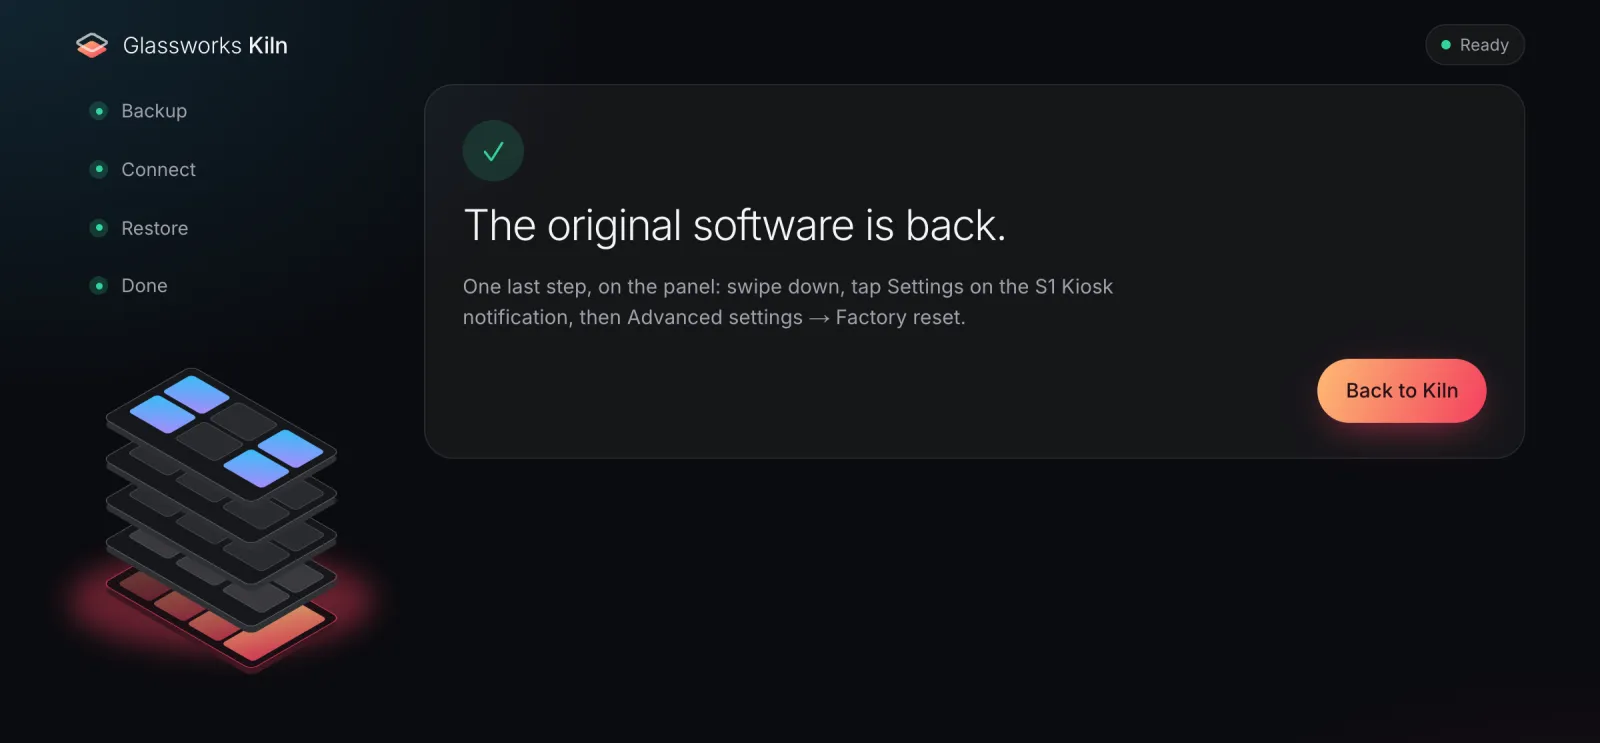 Glassworks Kiln
Ready
Backup
Connect
Restore
Done
The original software is back.
One last step, on the panel: swipe down, tap Settings on the S1 Kiosk
notification, then Advanced settings → Factory reset.
Back to Kiln